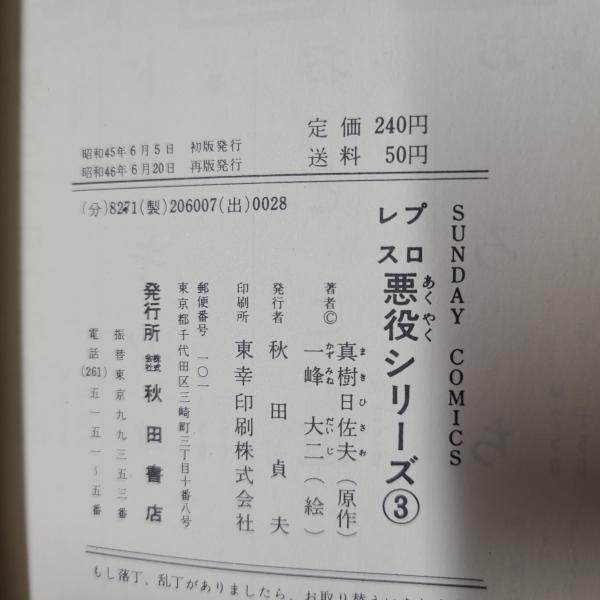 定価 240円
送料 50円
昭和45年6月5日 初版発行
昭和46年6月20日 再版発行
(分)8271(製)206007(出)0028
SUNDAY COMICS
プロレス悪役シリーズ③
あくやく
著者©
真樹日佐夫(原作)
まきひさお
一峰大二(絵)
かずみねだいじ
発行者 秋田貞夫
印刷所 東幸印刷株式会社
郵便番号 一〇一
東京都千代田区三崎町三丁目十番八号
発行所 株式会社 秋田書店
振替東京九九三五三番
電話(261)五一五一~五番
もし落丁、乱丁がありましたら、お取り替え